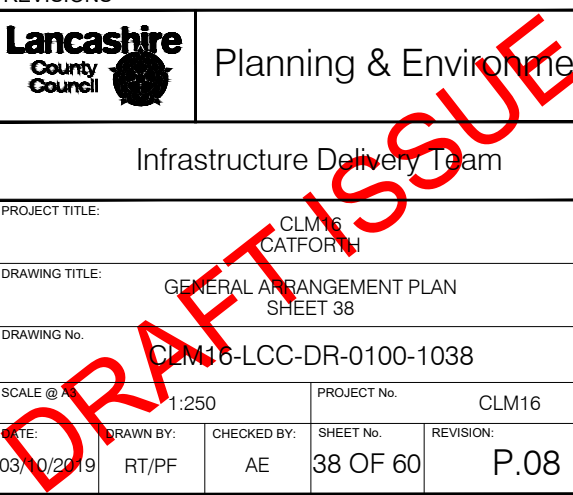 REVISIONS
Lancashire
County
Council
Planning & Environme
Infrastructure Delivery Team
PROJECT TITLE:
CLM16
CATFORTH
DRAWING TITLE:
GENERAL ARRANGEMENT PLAN
SHEET 38
DRAWING No.
CLM16-LCC-DR-0100-1038
SCALE @ A3
1:250
PROJECT No.
CLM16
DATE:
03/10/2019
DRAWN BY:
RT/PF
CHECKED BY:
AE
SHEET No.
38 OF 60
REVISION:
P.08
DRAFT ISSUE